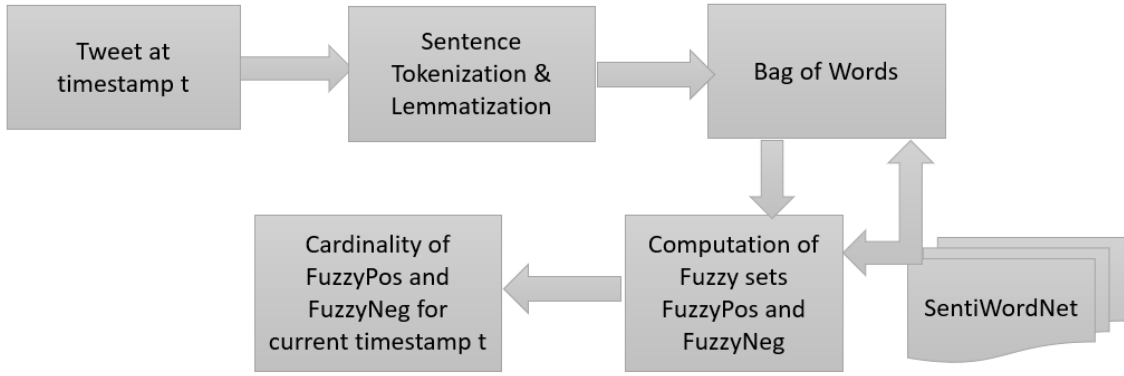 Tweet at
timestamp t
Sentence
Tokenization &
Lemmatization
Bag of Words
Cardinality of
FuzzyPos and
FuzzyNeg for
current timestamp t
Computation of
Fuzzy sets
FuzzyPos and
FuzzyNeg
SentiWordNet